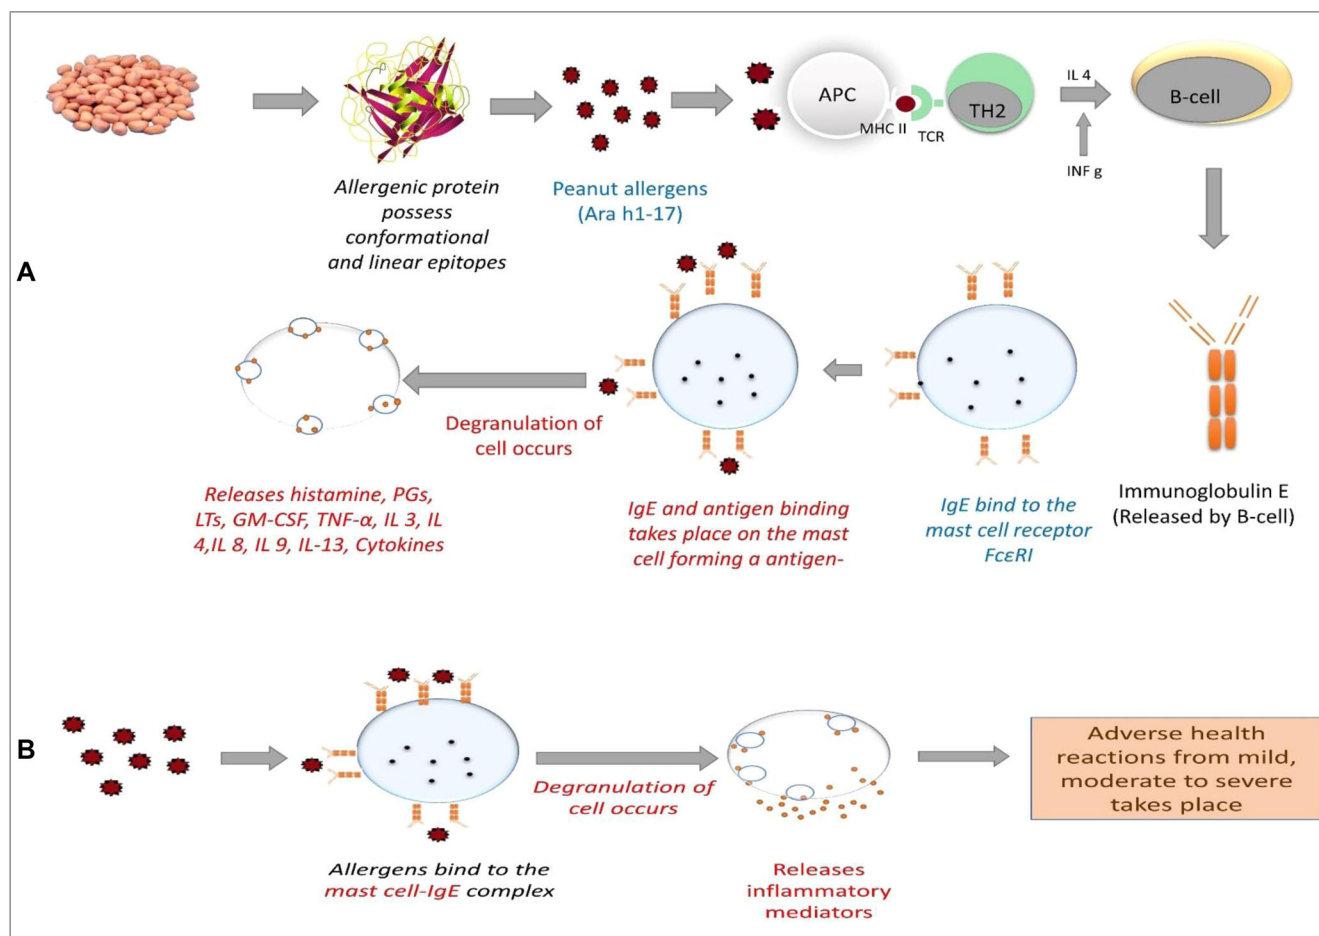 A
APC
MHC II
TCR
TH2
IL 4
INF g
B-cell
Allergenic protein
possess
conformational
and linear epitopes
Peanut allergens
(Ara h1-17)
Degranulation of
cell occurs
Releases histamine, PGs,
LTs, GM-CSF, TNF-α, IL 3, IL
4,IL 8, IL 9, IL-13, Cytokines
IgE and antigen binding
takes place on the mast
cell forming a antigen-
IgE bind to the
mast cell receptor
FcεRI
Immunoglobulin E
(Released by B-cell)
B
Degranulation of
cell occurs
Allergens bind to the
mast cell-IgE complex
Releases
inflammatory
mediators
Adverse health
reactions from mild,
moderate to severe
takes place